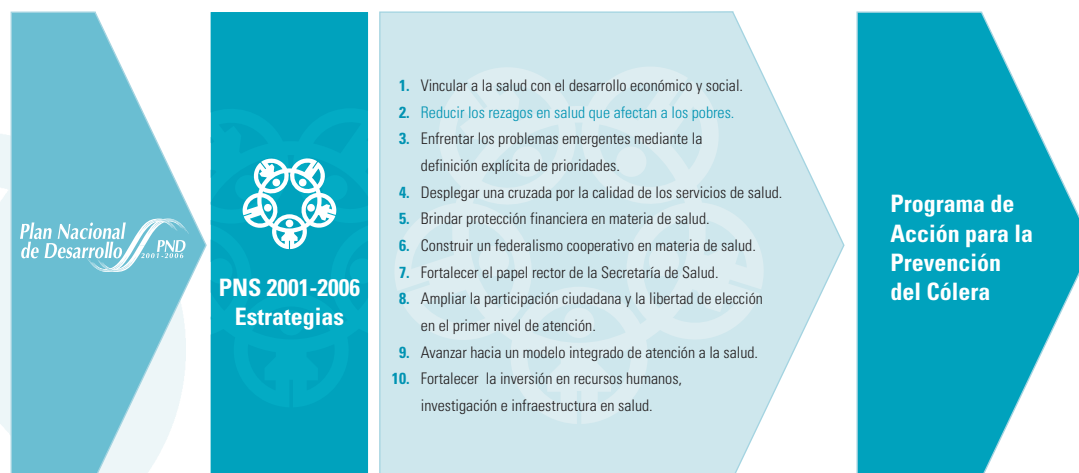 Plan Nacional
de Desarrollo
PND
2001-2006
PNS 2001-2006
Estrategias
1. Vincular a la salud con el desarrollo económico y social.
2. Reducir los rezagos en salud que afectan a los pobres.
3. Enfrentar los problemas emergentes mediante la
definición explícita de prioridades.
4. Desplegar una cruzada por la calidad de los servicios de salud.
5. Brindar protección financiera en materia de salud.
6. Construir un federalismo cooperativo en materia de salud.
7. Fortalecer el papel rector de la Secretaría de Salud.
8. Ampliar la participación ciudadana y la libertad de elección
en el primer nivel de atención.
9. Avanzar hacia un modelo integrado de atención a la salud.
10. Fortalecer la inversión en recursos humanos,
investigación e infraestructura en salud.
Programa de
Acción para la
Prevención
del Cólera